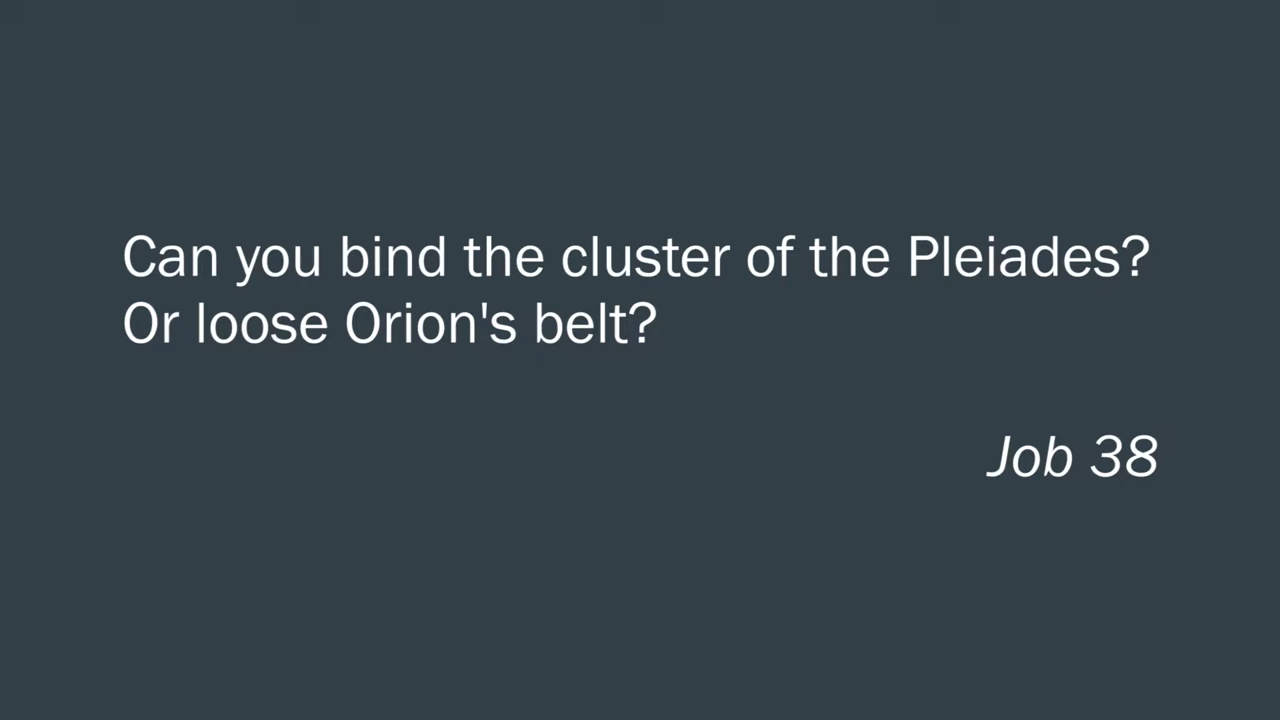 Can you bind the cluster of the Pleiades?
Or loose Orion's belt?
Job 38